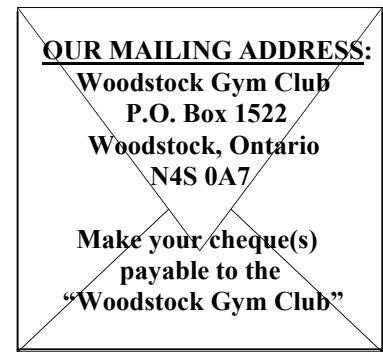 OUR MAILING ADDRESS:
Woodstock Gym Club
P.O. Box 1522
Woodstock, Ontario
N4S 0A7
Make your cheque(s)
payable to the
“Woodstock Gym Club”